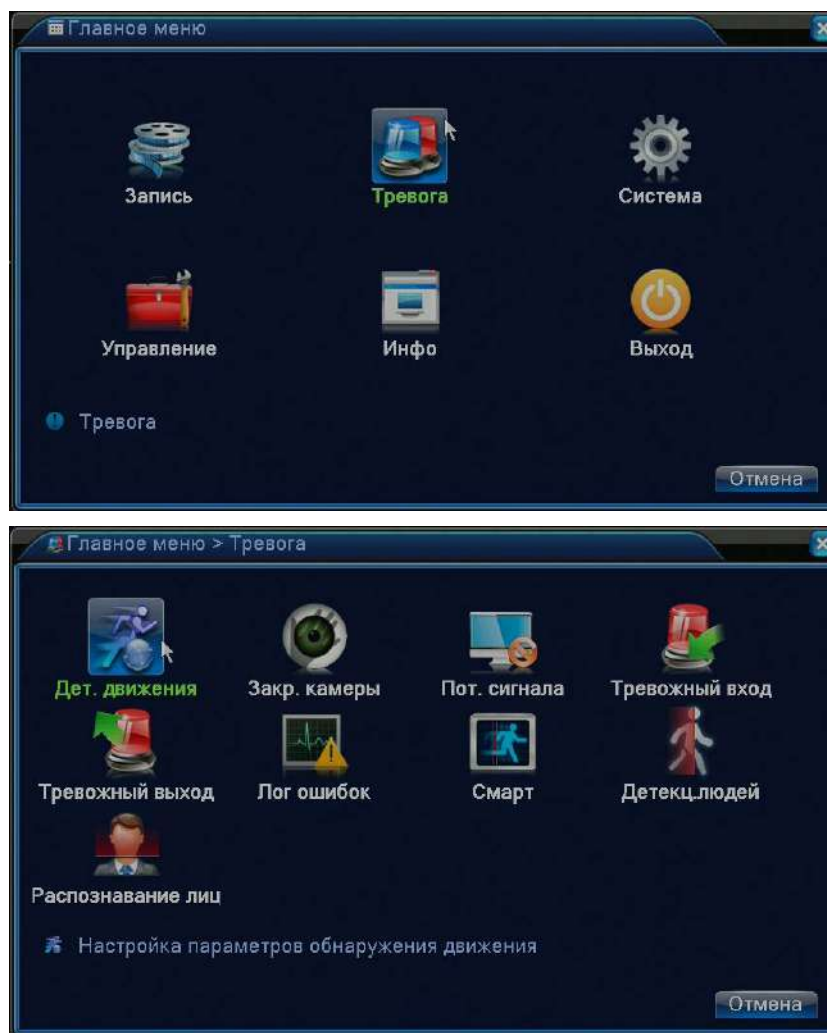 Главное меню
Запись Тревога Система
Управление Инфо Выход
Тревога
Отмена
Главное меню > Тревога
Дет. движения Закр. камеры Пот. сигнала Тревожный вход
Тревожный выход Лог ошибок Смарт Детекц.людей
Распознавание лиц
Настройка параметров обнаружения движения
Отмена